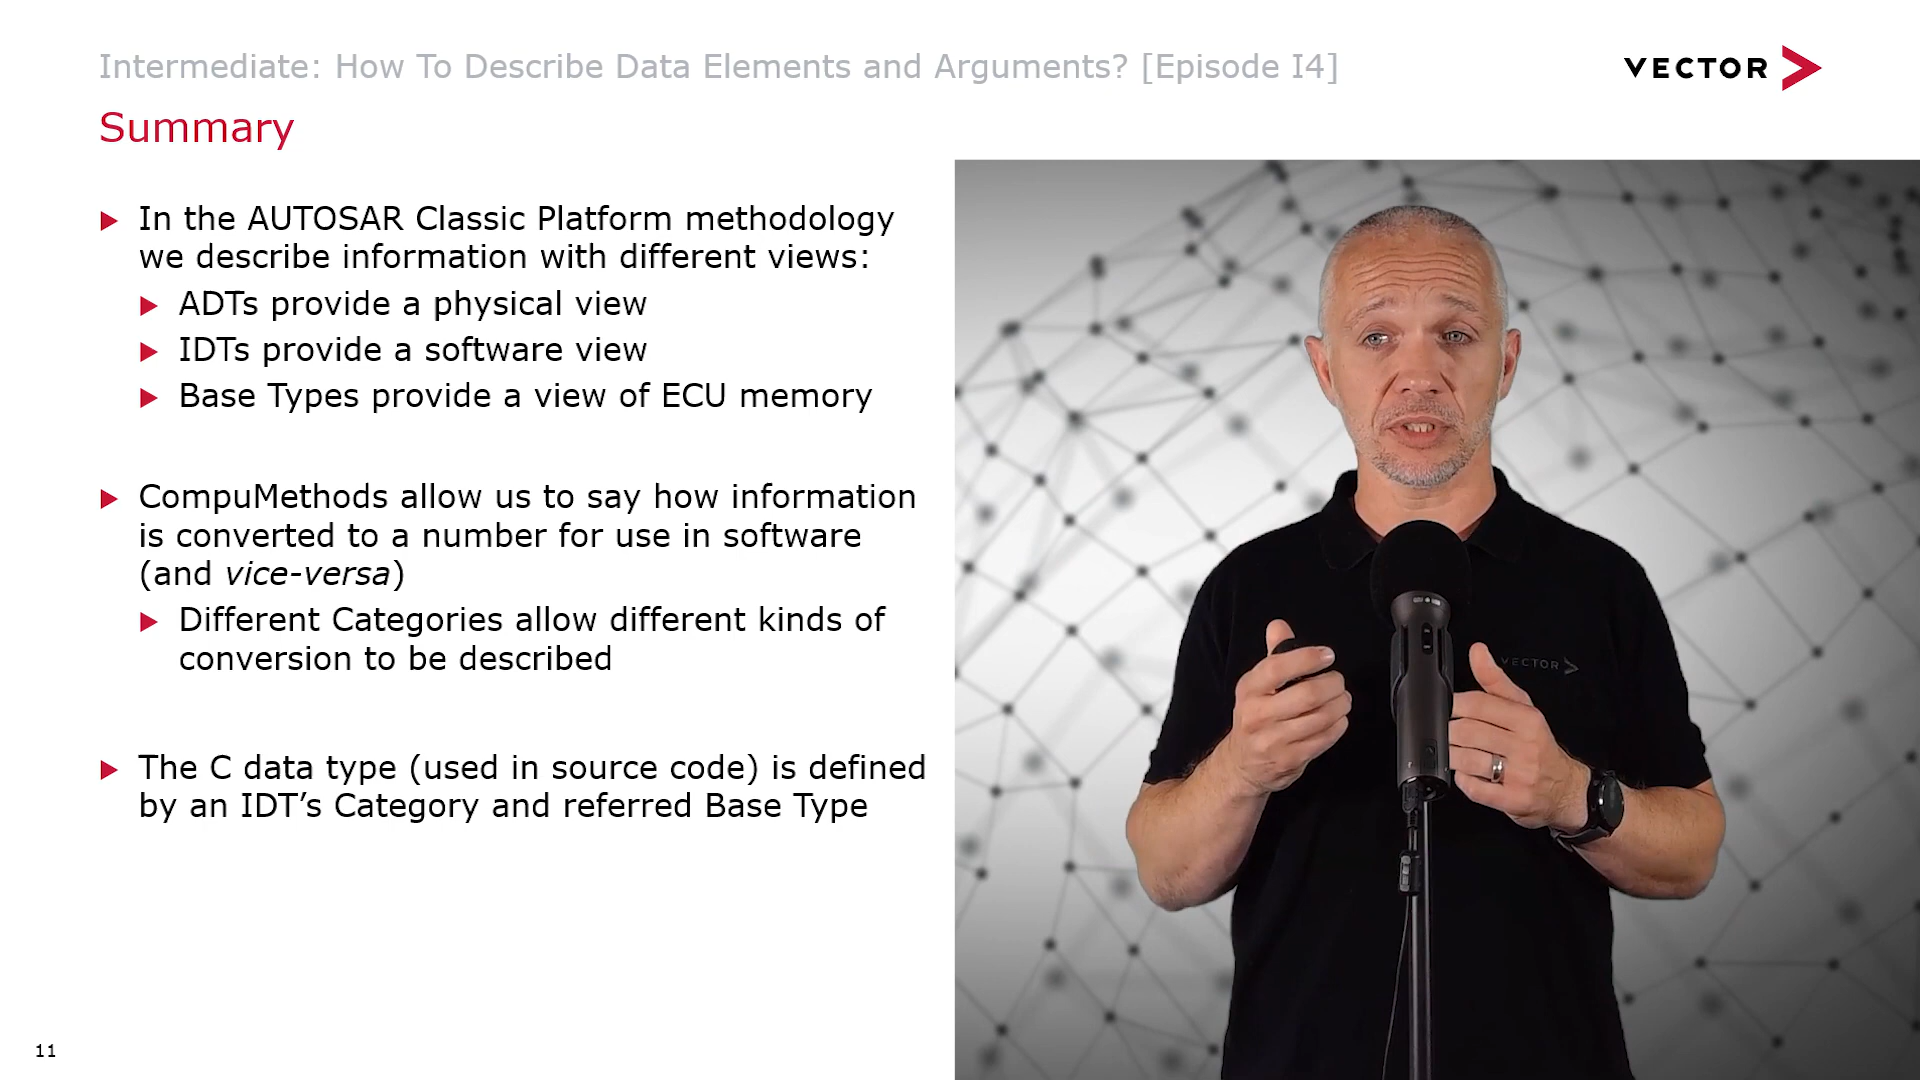 Intermediate: How To Describe Data Elements and Arguments? [Episode I4]
VECTOR
Summary
In the AUTOSAR Classic Platform methodology
we describe information with different views:
ADTs provide a physical view
IDTs provide a software view
Base Types provide a view of ECU memory
CompuMethods allow us to say how information
is converted to a number for use in software
(and vice-versa)
Different Categories allow different kinds of
conversion to be described
The C data type (used in source code) is defined
by an IDT’s Category and referred Base Type
VECTOR
11